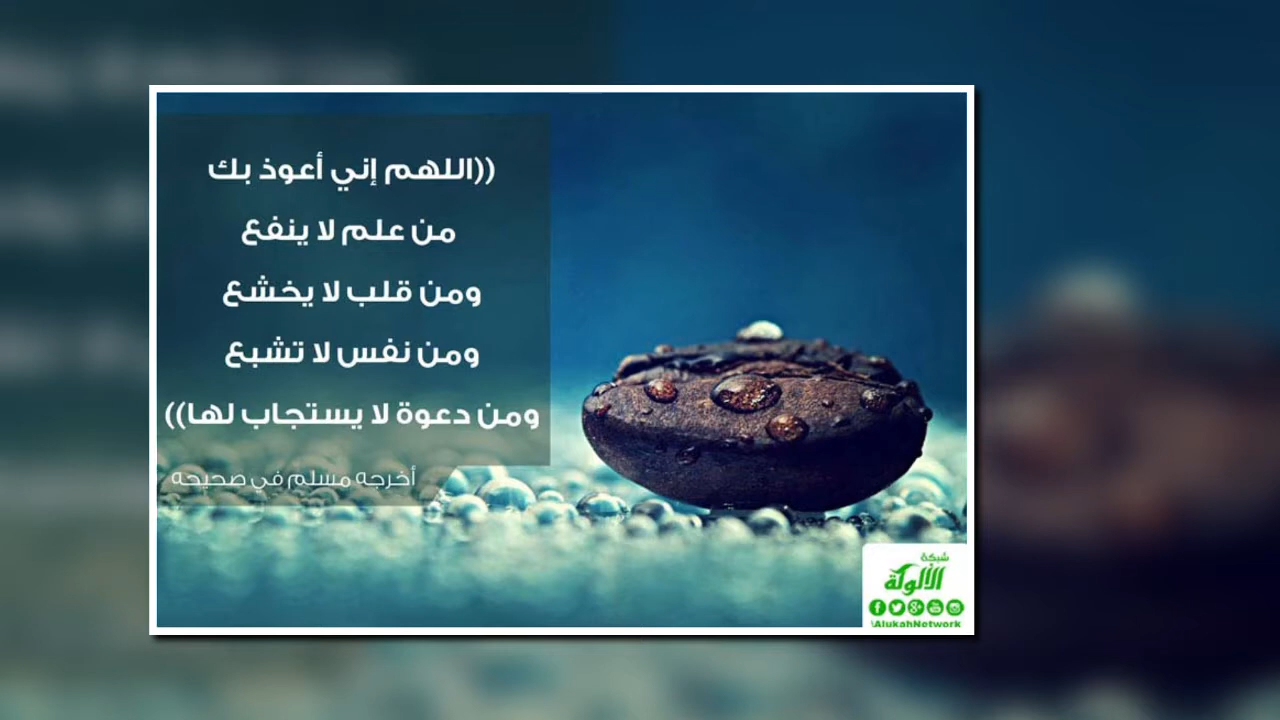 ((اللهم إني أعوذ بك
من علم لا ينفع
ومن قلب لا يخشع
ومن نفس لا تشبع
ومن دعوة لا يستجاب لها))
أخرجه مسلم في صحيحه
شبكة
الألوكة
\AlukahNetwork